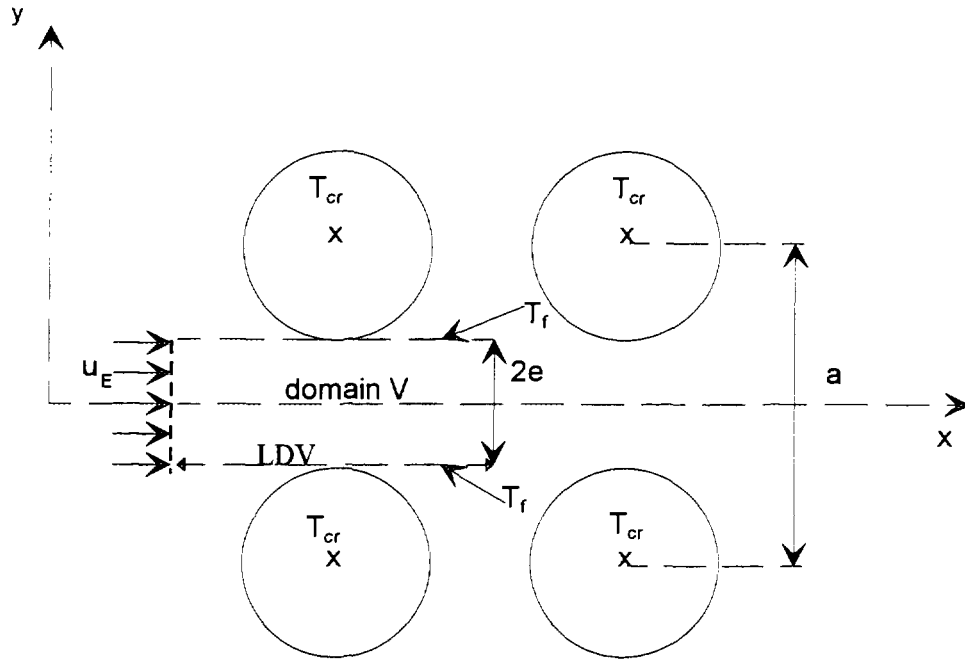 y
T_cr
x
T_cr
x
T_f
u_E
2e
a
domain V
x
LDV
T_f
T_cr
x
T_cr
x